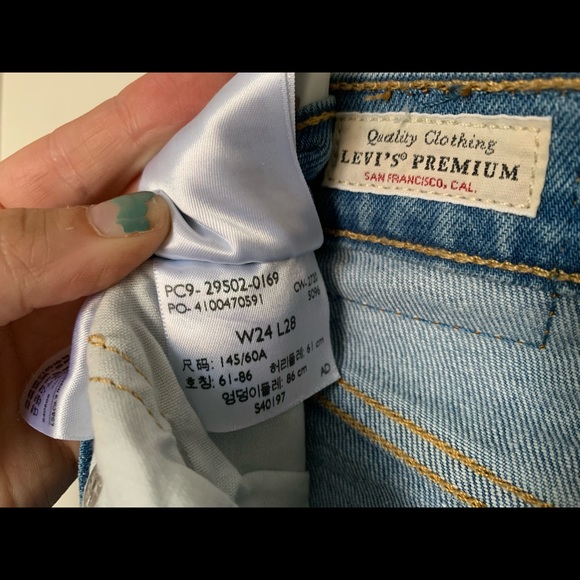 Quality Clothing
LEVI'S® PREMIUM
SAN FRANCISCO, CAL.
PC9- 29502-0169
PO- 4100470591
W24 L28
尺码: 145/60A
호칭: 61-86 허리둘레: 61 cm
엉덩이둘레: 86 cm
S40197
AD